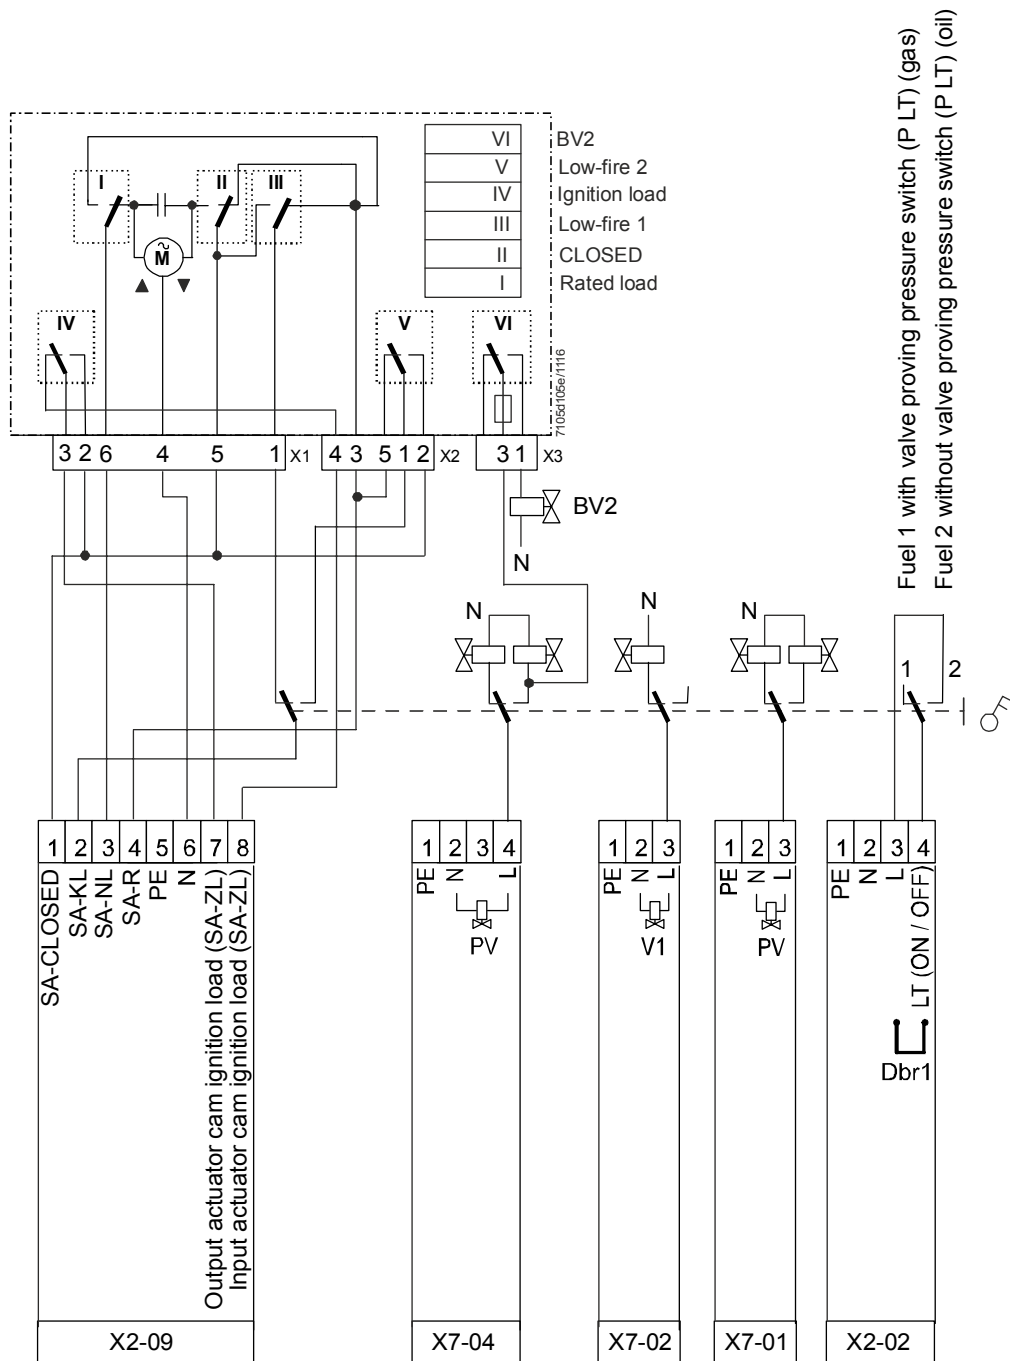 Fuel 1 with valve proving pressure switch (P LT) (gas)
Fuel 2 without valve proving pressure switch (P LT) (oil)
VI BV2
V Low-fire 2
IV Ignition load
III Low-fire 1
II CLOSED
I Rated load
I II III
M
~
IV V VI
7105d105e/1116
3 2 6 4 5 1 X1 4 3 5 1 2 X2 3 1 X3
BV2
N
N N N
1 2
1 2 3 4 5 6 7 8
SA-CLOSED
SA-KL
SA-NL
SA-R
PE
N
Output actuator cam ignition load (SA-ZL)
Input actuator cam ignition load (SA-ZL)
X2-09
1 2 3 4
PE
N
L
PV
X7-04
1 2 3
PE
N
L
V1
X7-02
1 2 3
PE
N
L
PV
X7-01
1 2 3 4
PE
N
L
LT (ON / OFF)
Dbr1
X2-02